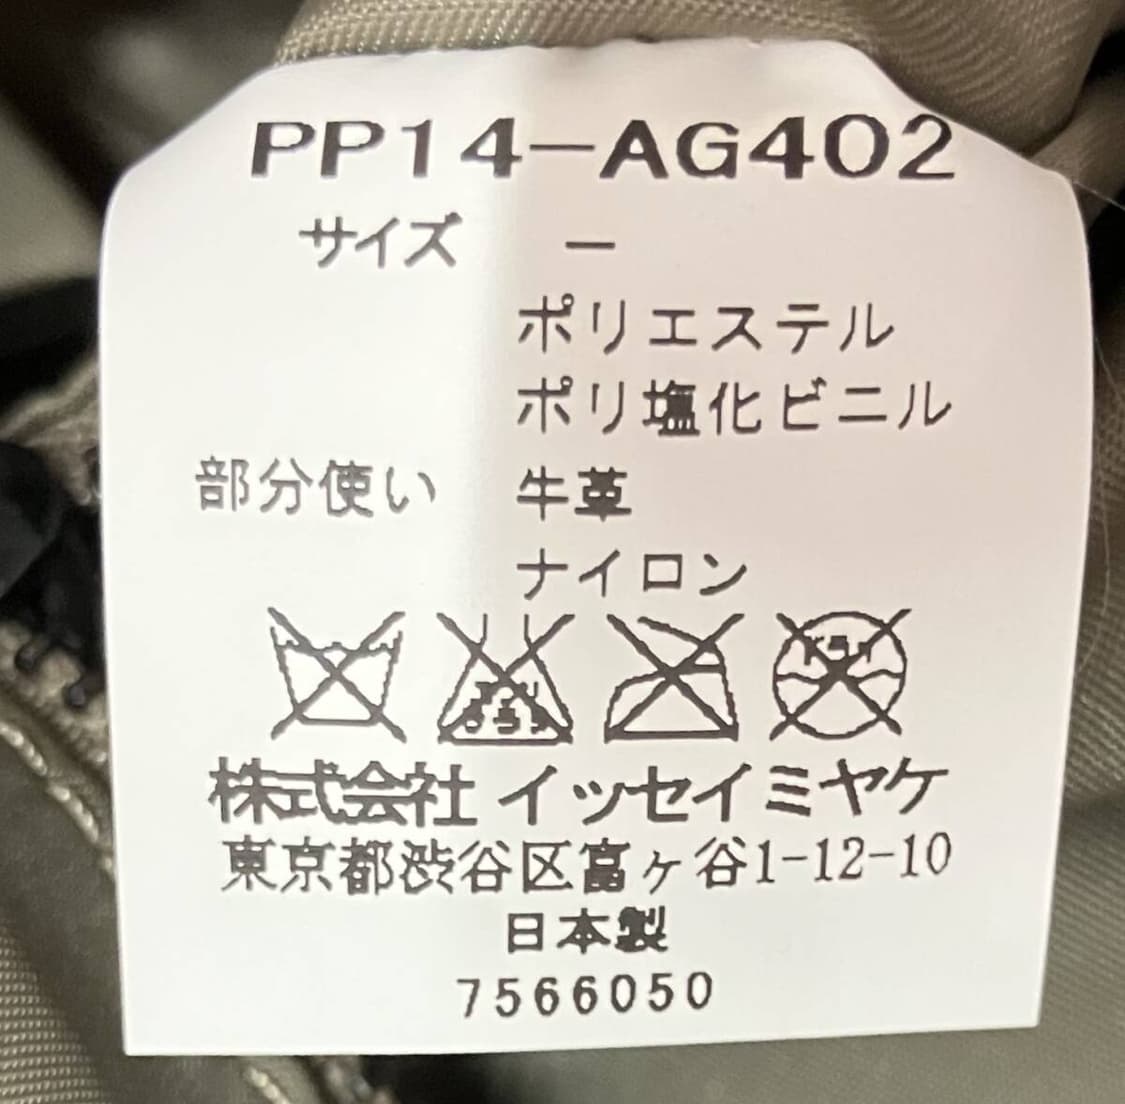 PP14-AG402
サイズ －
ポリエステル
ポリ塩化ビニル
部分使い 牛革
ナイロン
株式会社イッセイミヤケ
東京都渋谷区富ヶ谷1-12-10
日本製
7566050